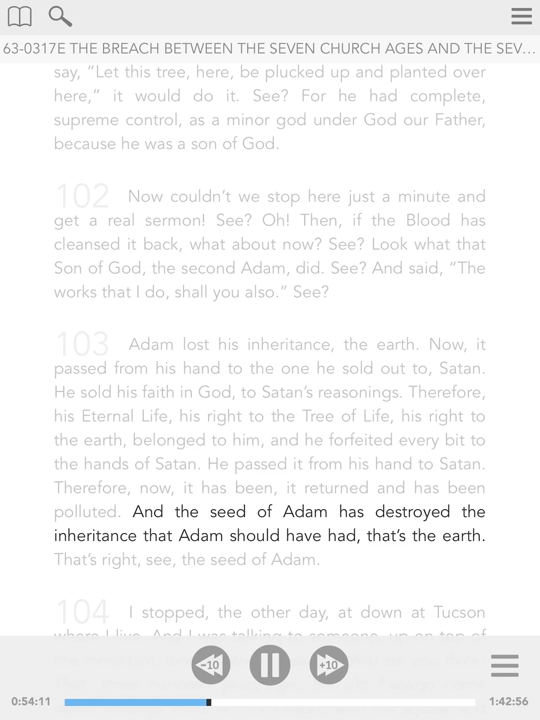 63-0317E THE BREACH BETWEEN THE SEVEN CHURCH AGES AND THE SEV...
say, “Let this tree, here, be plucked up and planted over
here,” it would do it. See? For he had complete,
supreme control, as a minor god under God our Father,
because he was a son of God.
102 Now couldn’t we stop here just a minute and
get a real sermon! See? Oh! Then, if the Blood has
cleansed it back, what about now? See? Look what that
Son of God, the second Adam, did. See? And said, “The
works that I do, shall you also.” See?
103 Adam lost his inheritance, the earth. Now, it
passed from his hand to the one he sold out to, Satan.
He sold his faith in God, to Satan’s reasonings. Therefore,
his Eternal Life, his right to the Tree of Life, his right to
the earth, belonged to him, and he forfeited every bit to
the hands of Satan. He passed it from his hand to Satan.
Therefore, now, it has been, it returned and has been
polluted. And the seed of Adam has destroyed the
inheritance that Adam should have had, that’s the earth.
That’s right, see, the seed of Adam.
104 I stopped, the other day, at down at Tucson
where I live. And I was talking to someone, up on top of
-10 +10
0:54:11 1:42:56